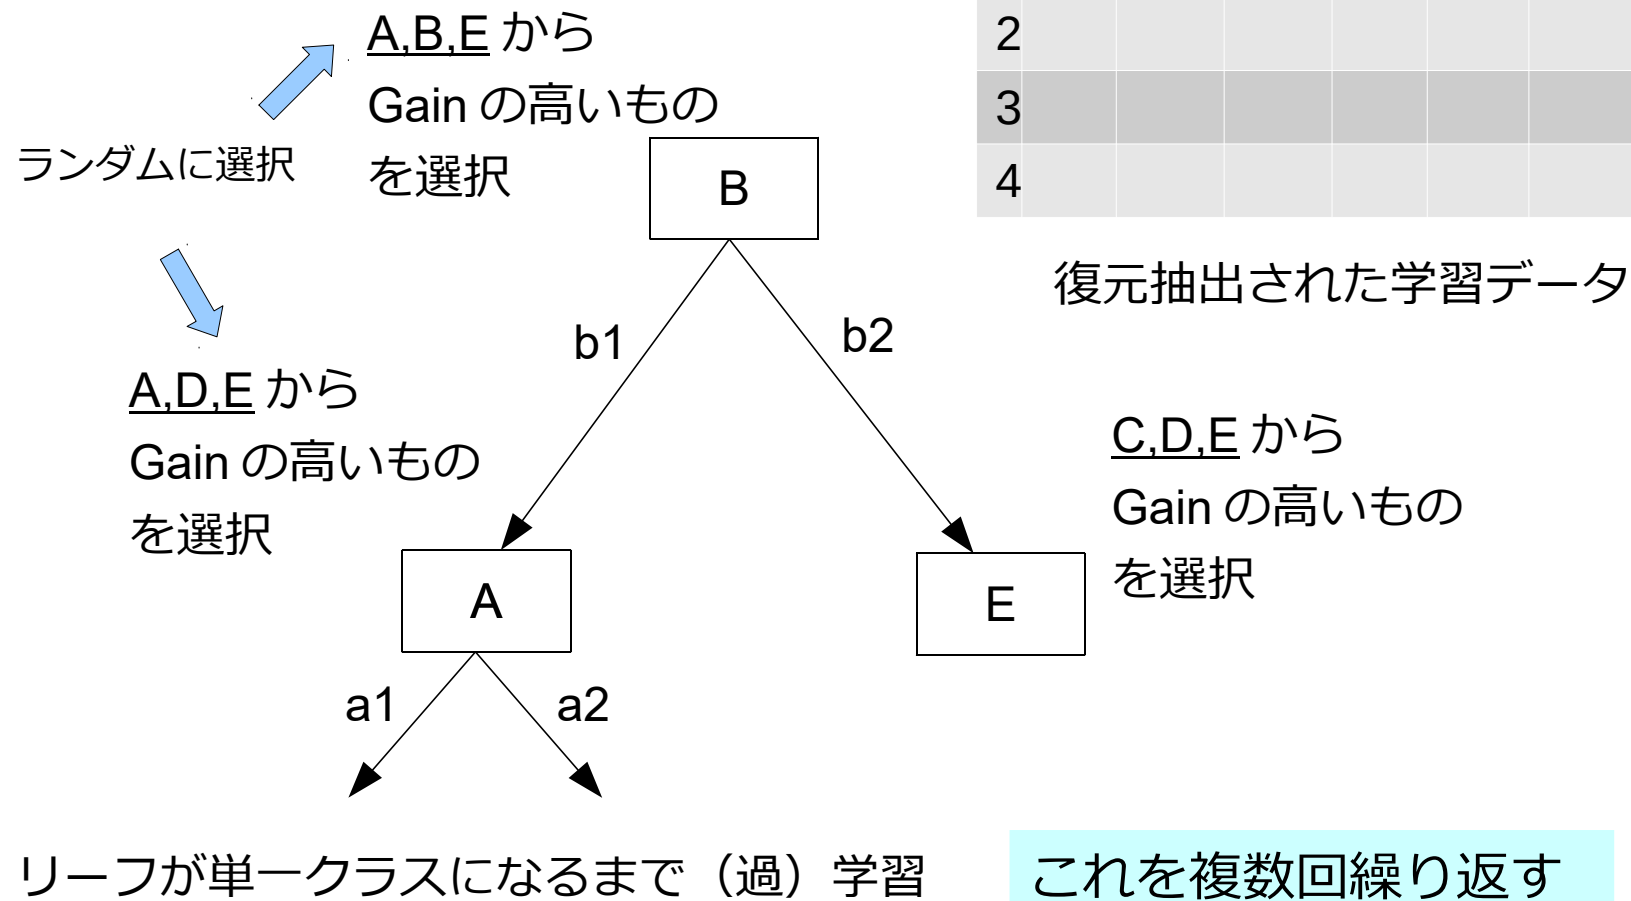 A,B,E から
Gain の高いもの
を選択
ランダムに選択
2
3
4
B
復元抽出された学習データ
b1
b2
A,D,E から
Gain の高いもの
を選択
C,D,E から
Gain の高いもの
を選択
A
E
a1
a2
リーフが単一クラスになるまで（過）学習
これを複数回繰り返す